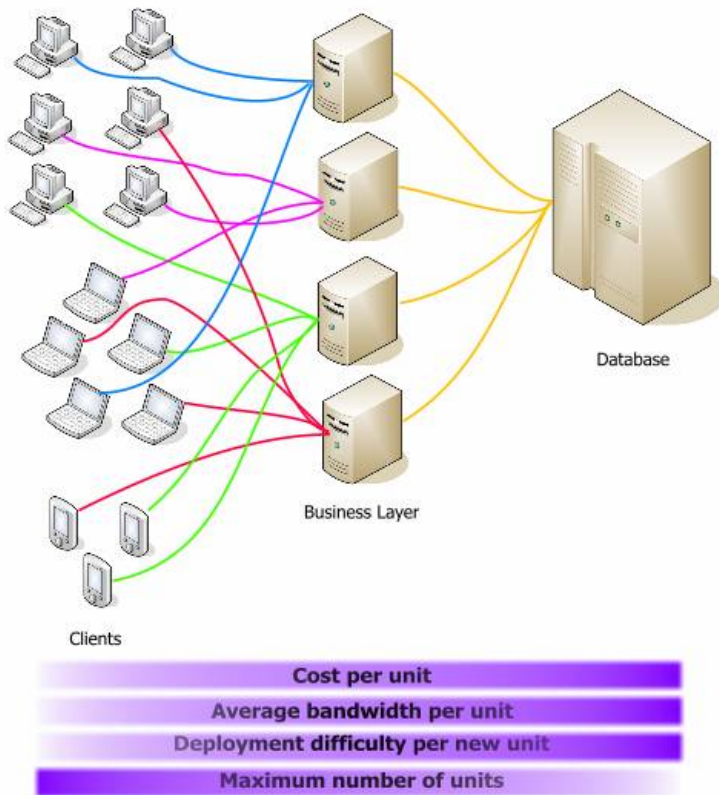 Database
Business Layer
Clients
Cost per unit
Average bandwidth per unit
Deployment difficulty per new unit
Maximum number of units